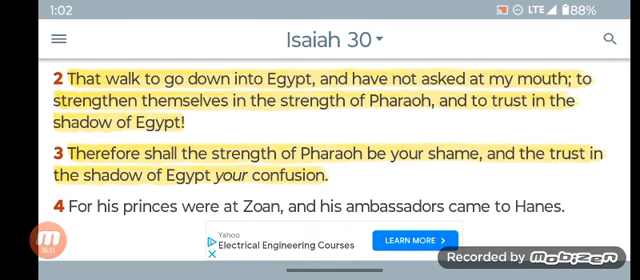 1:02
LTE
88%
Isaiah 30
2 That walk to go down into Egypt, and have not asked at my mouth; to
strengthen themselves in the strength of Pharaoh, and to trust in the
shadow of Egypt!
3 Therefore shall the strength of Pharaoh be your shame, and the trust in
the shadow of Egypt your confusion.
4 For his princes were at Zoan, and his ambassadors came to Hanes.
M
16:11
Yahoo
Electrical Engineering Courses
LEARN MORE
Recorded by mobizen